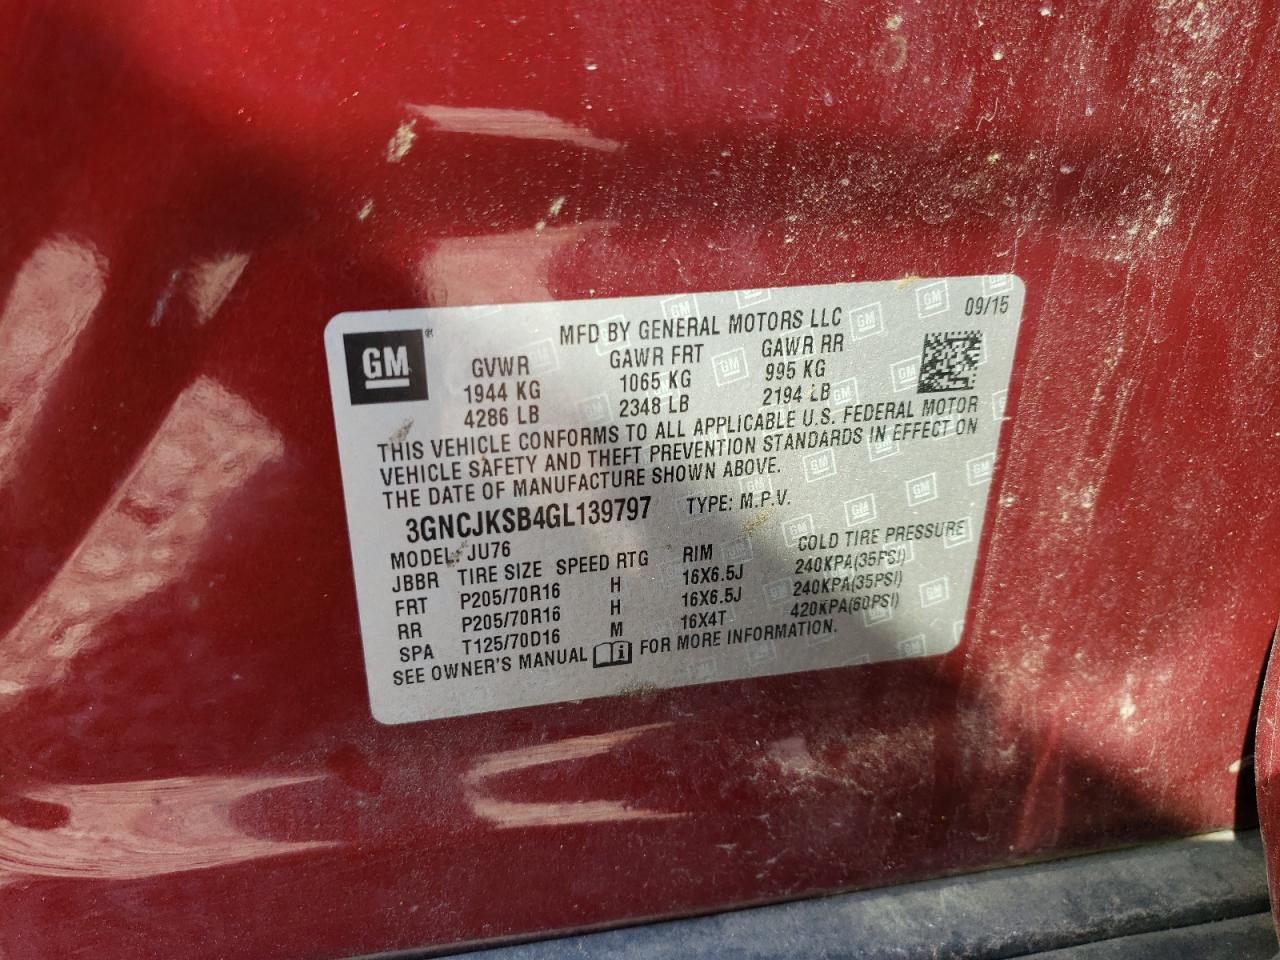 GM ®
MFD BY GENERAL MOTORS LLC 09/15
GVWR GAWR FRT GAWR RR
1944 KG 1065 KG 995 KG
4286 LB 2348 LB 2194 LB
THIS VEHICLE CONFORMS TO ALL APPLICABLE U.S. FEDERAL MOTOR
VEHICLE SAFETY AND THEFT PREVENTION STANDARDS IN EFFECT ON
THE DATE OF MANUFACTURE SHOWN ABOVE.
3GNCJKSB4GL139797 TYPE: M.P.V.
MODEL: JU76
JBBR TIRE SIZE SPEED RTG RIM COLD TIRE PRESSURE
FRT P205/70R16 H 16X6.5J 240KPA(35PSI)
RR P205/70R16 H 16X6.5J 240KPA(35PSI)
SPA T125/70D16 M 16X4T 420KPA(60PSI)
SEE OWNER'S MANUAL i FOR MORE INFORMATION.